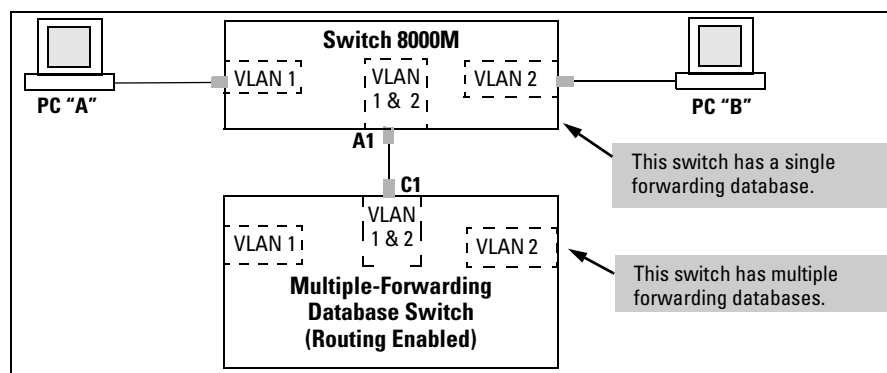 Switch 8000M
PC “A”
VLAN 1
VLAN
1 & 2
VLAN 2
PC “B”
A1
This switch has a single
forwarding database.
C1
VLAN 1
VLAN
1 & 2
VLAN 2
This switch has multiple
forwarding databases.
Multiple-Forwarding
Database Switch
(Routing Enabled)